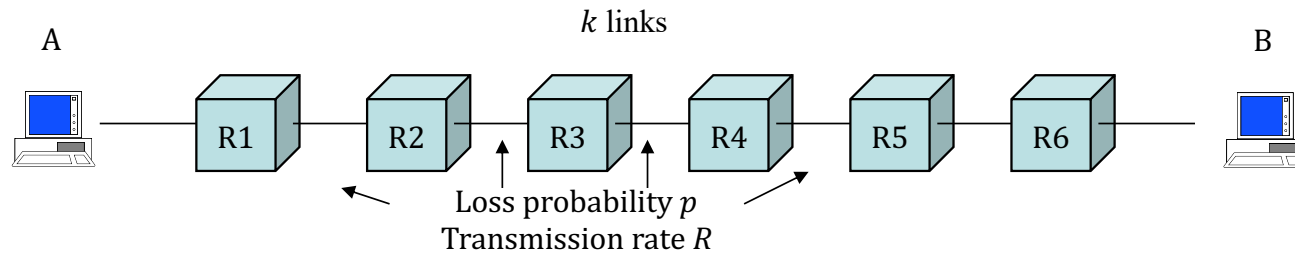 k links
A
B
R1
R2
R3
R4
R5
R6
Loss probability p
Transmission rate R